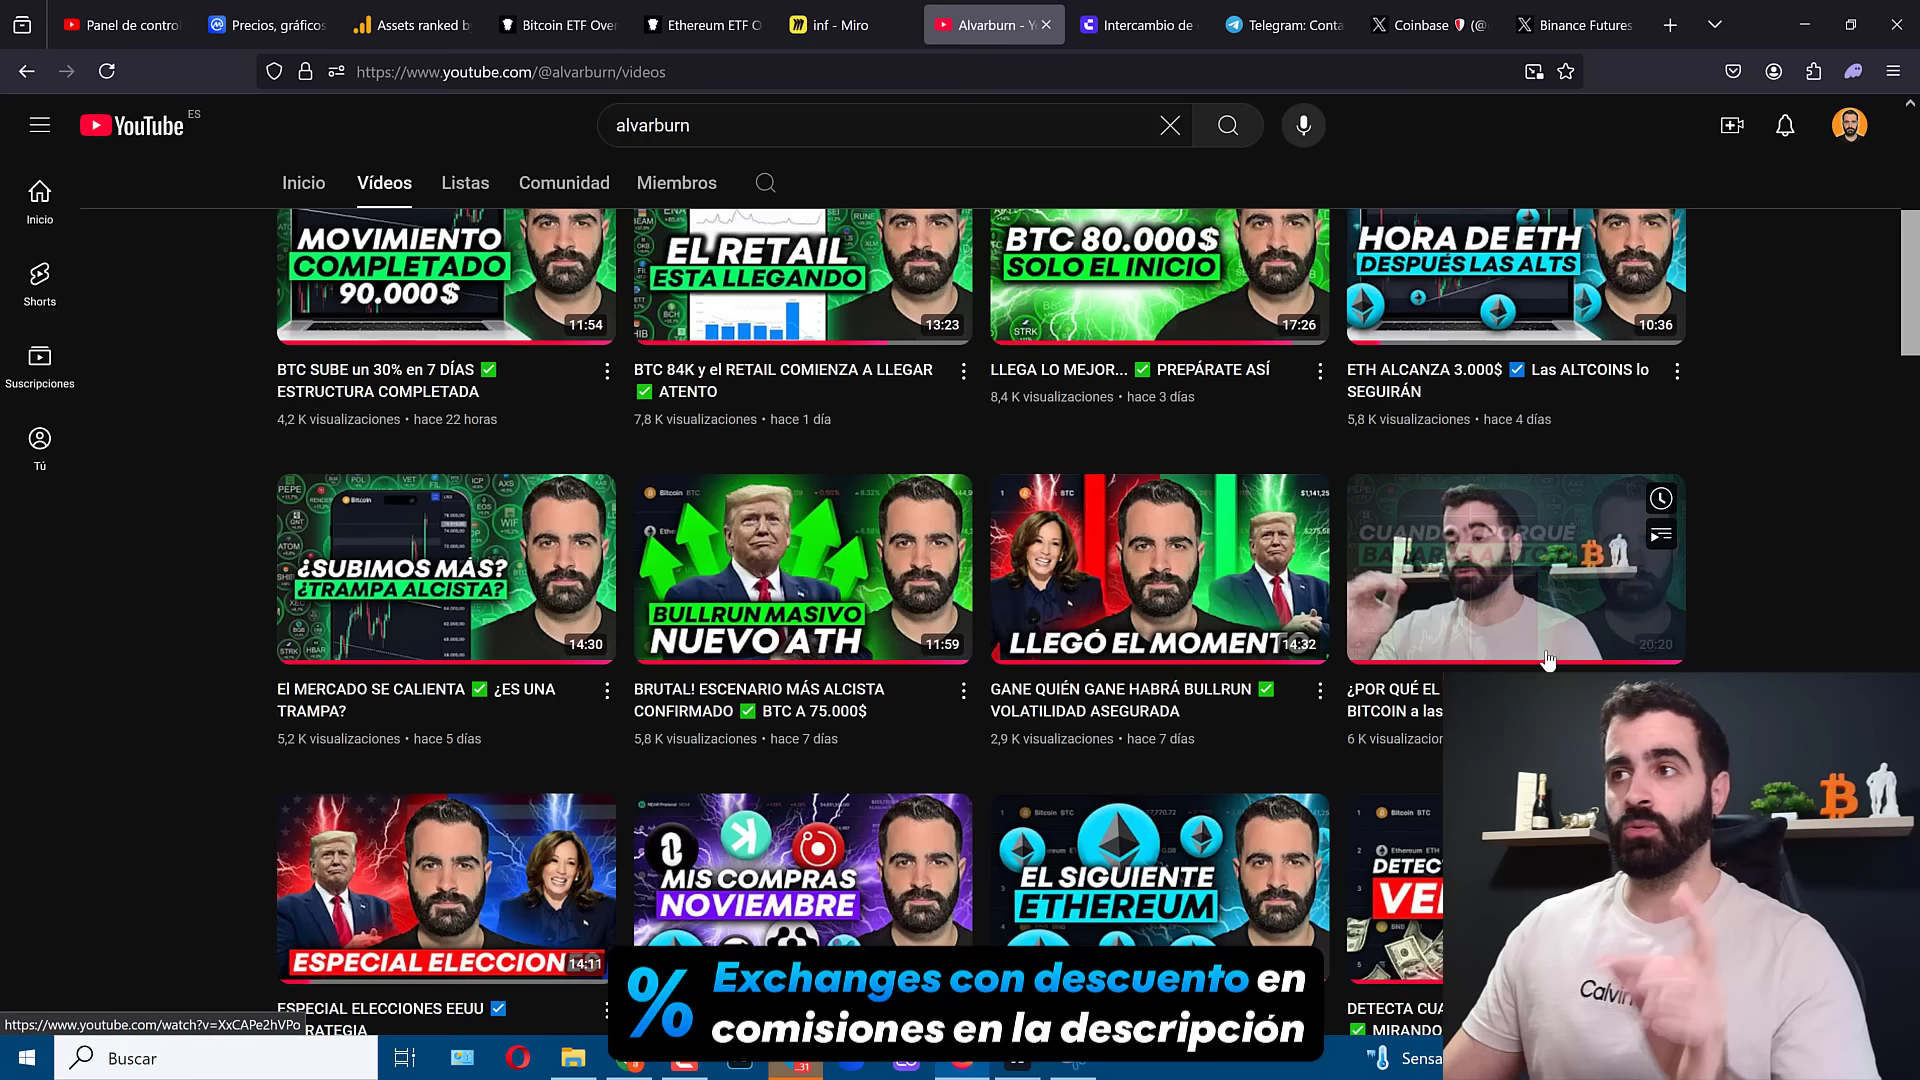 Panel de contro
Precios, gráficos
Assets ranked b
Bitcoin ETF Over
Ethereum ETF O
inf - Miro
Alvarburn - Yo
Intercambio de
Telegram: Conta
Coinbase
Binance Futures
https://www.youtube.com/@alvarburn/videos
YouTube
ES
alvarburn
Inicio
Vídeos
Listas
Comunidad
Miembros
Inicio
Shorts
Suscripciones
Tú
MOVIMIENTO
COMPLETADO
90.000$
11:54
EL RETAIL
ESTA LLEGANDO
13:23
BTC 80.000$
SOLO EL INICIO
17:26
HORA DE ETH
DESPUÉS LAS ALTS
10:36
BTC SUBE un 30% en 7 DÍAS ✅
ESTRUCTURA COMPLETADA
4,2 K visualizaciones • hace 22 horas
BTC 84K y el RETAIL COMIENZA A LLEGAR
✅ ATENTO
7,8 K visualizaciones • hace 1 día
LLEGA LO MEJOR... ✅ PREPÁRATE ASÍ
8,4 K visualizaciones • hace 3 días
ETH ALCANZA 3.000$ ☑️ Las ALTCOINS lo
SEGUIRÁN
5,8 K visualizaciones • hace 4 días
¿SUBIMOS MÁS?
¿TRAMPA ALCISTA?
14:30
BULLRUN MASIVO
NUEVO ATH
11:59
LLEGÓ EL MOMENT
14:32
20:20
El MERCADO SE CALIENTA ✅ ¿ES UNA
TRAMPA?
5,2 K visualizaciones • hace 5 días
BRUTAL! ESCENARIO MÁS ALCISTA
CONFIRMADO ✅ BTC A 75.000$
5,8 K visualizaciones • hace 7 días
GANE QUIÉN GANE HABRÁ BULLRUN ✅
VOLATILIDAD ASEGURADA
2,9 K visualizaciones • hace 7 días
¿POR QUÉ EL
BITCOIN a las
6 K visualizacion
ESPECIAL ELECCION
14:11
MIS COMPRAS
NOVIEMBRE
EL SIGUIENTE
ETHEREUM
DETEC
VE
ESPECIAL ELECCIONES EEUU ☑️
RATEGIA
DETECTA CUA
✅ MIRANDO
https://www.youtube.com/watch?v=XxCAPe2hVPo
% Exchanges con descuento en
comisiones en la descripción
Calvin
Buscar
Sensa